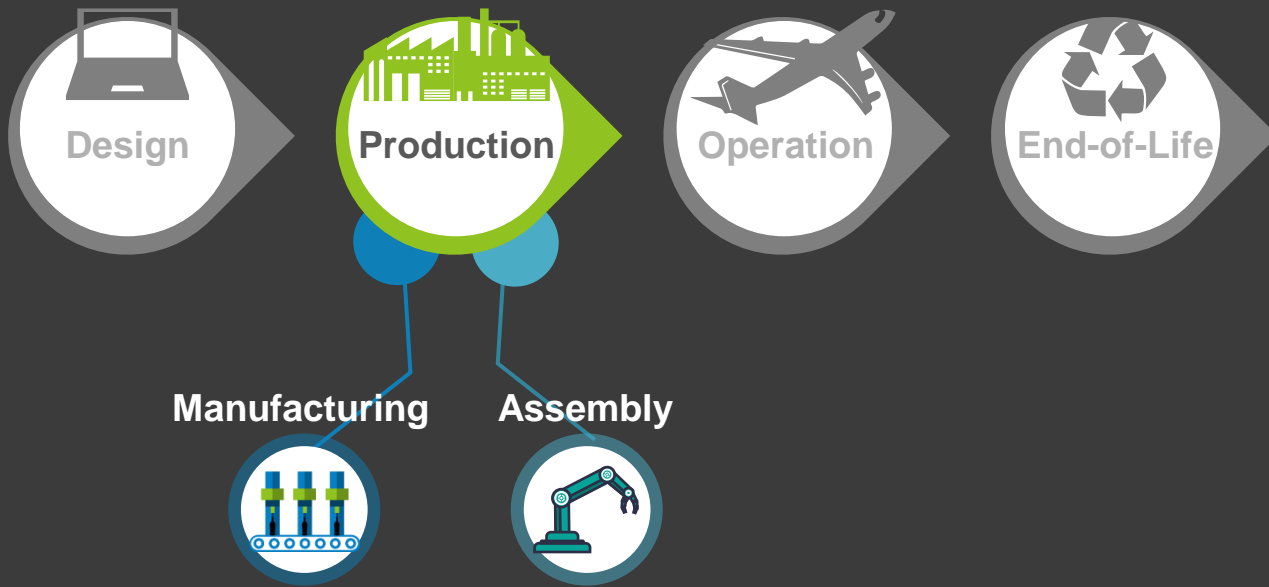 Design
Production
Operation
End-of-Life
Manufacturing
Assembly